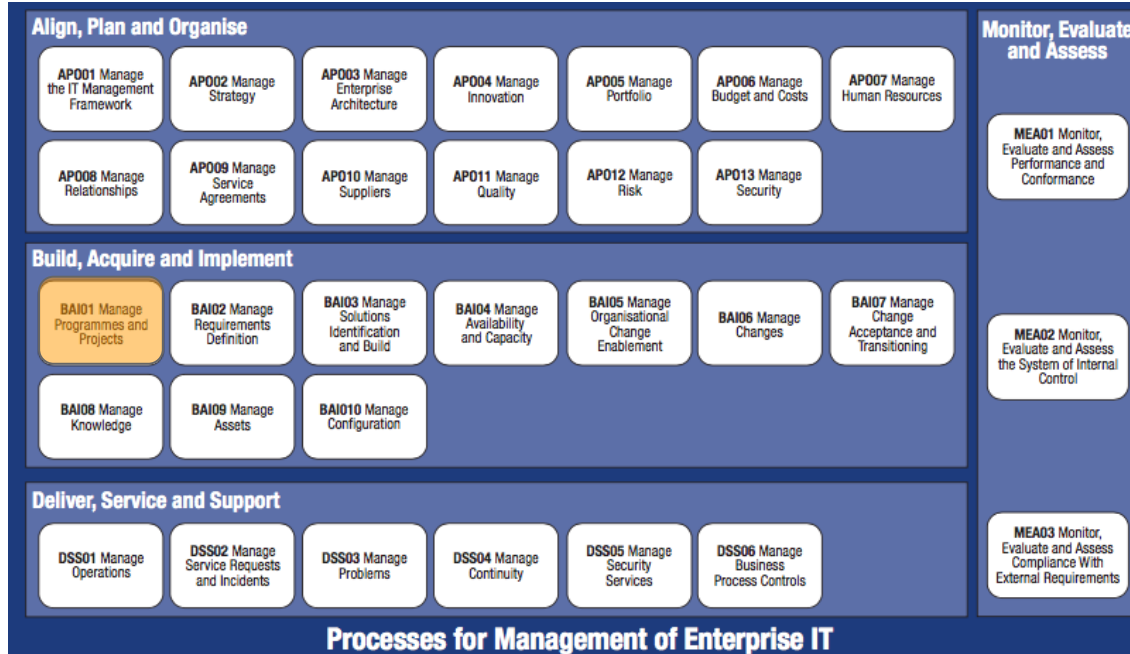 Align, Plan and Organise
APO01 Manage
the IT Management
Framework
APO02 Manage
Strategy
APO03 Manage
Enterprise
Architecture
APO04 Manage
Innovation
APO05 Manage
Portfolio
APO06 Manage
Budget and Costs
APO07 Manage
Human Resources
APO08 Manage
Relationships
APO09 Manage
Service
Agreements
APO10 Manage
Suppliers
APO11 Manage
Quality
APO12 Manage
Risk
APO13 Manage
Security
Build, Acquire and Implement
BAI01 Manage
Programmes and
Projects
BAI02 Manage
Requirements
Definition
BAI03 Manage
Solutions
Identification
and Build
BAI04 Manage
Availability
and Capacity
BAI05 Manage
Organisational
Change
Enablement
BAI06 Manage
Changes
BAI07 Manage
Change
Acceptance and
Transitioning
BAI08 Manage
Knowledge
BAI09 Manage
Assets
BAI010 Manage
Configuration
Deliver, Service and Support
DSS01 Manage
Operations
DSS02 Manage
Service Requests
and Incidents
DSS03 Manage
Problems
DSS04 Manage
Continuity
DSS05 Manage
Security
Services
DSS06 Manage
Business
Process Controls
Monitor, Evaluate
and Assess
MEA01 Monitor,
Evaluate and Assess
Performance and
Conformance
MEA02 Monitor,
Evaluate and Assess
the System of Internal
Control
MEA03 Monitor,
Evaluate and Assess
Compliance With
External Requirements
Processes for Management of Enterprise IT